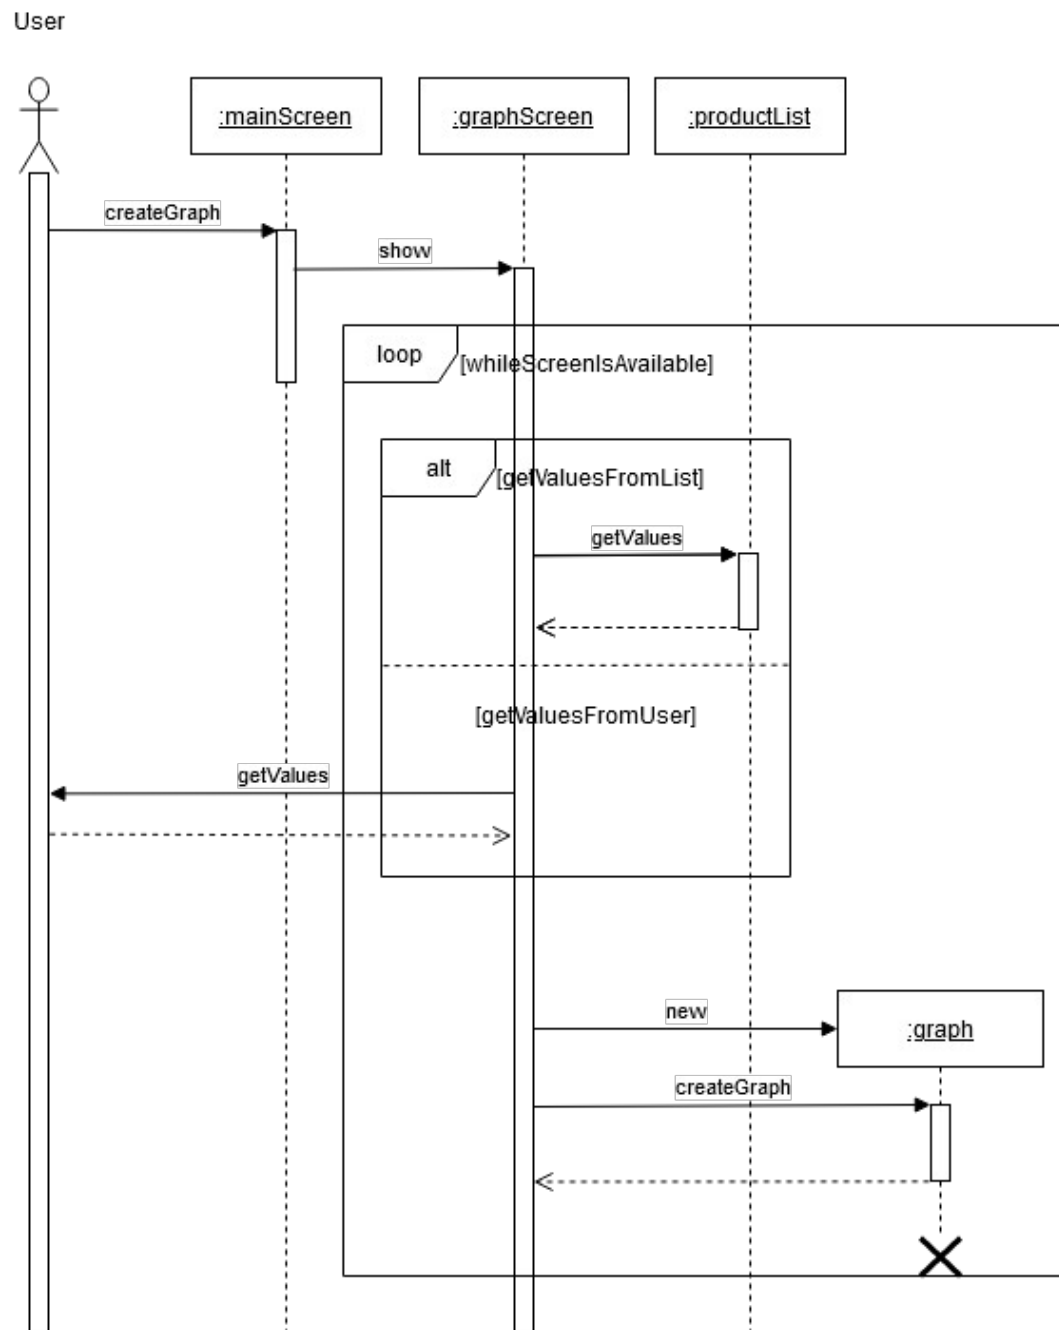 User
:mainScreen
:graphScreen
:productList
createGraph
show
loop
[whileScreenIsAvailable]
alt
[getValuesFromList]
getValues
[getValuesFromUser]
getValues
new
:graph
createGraph